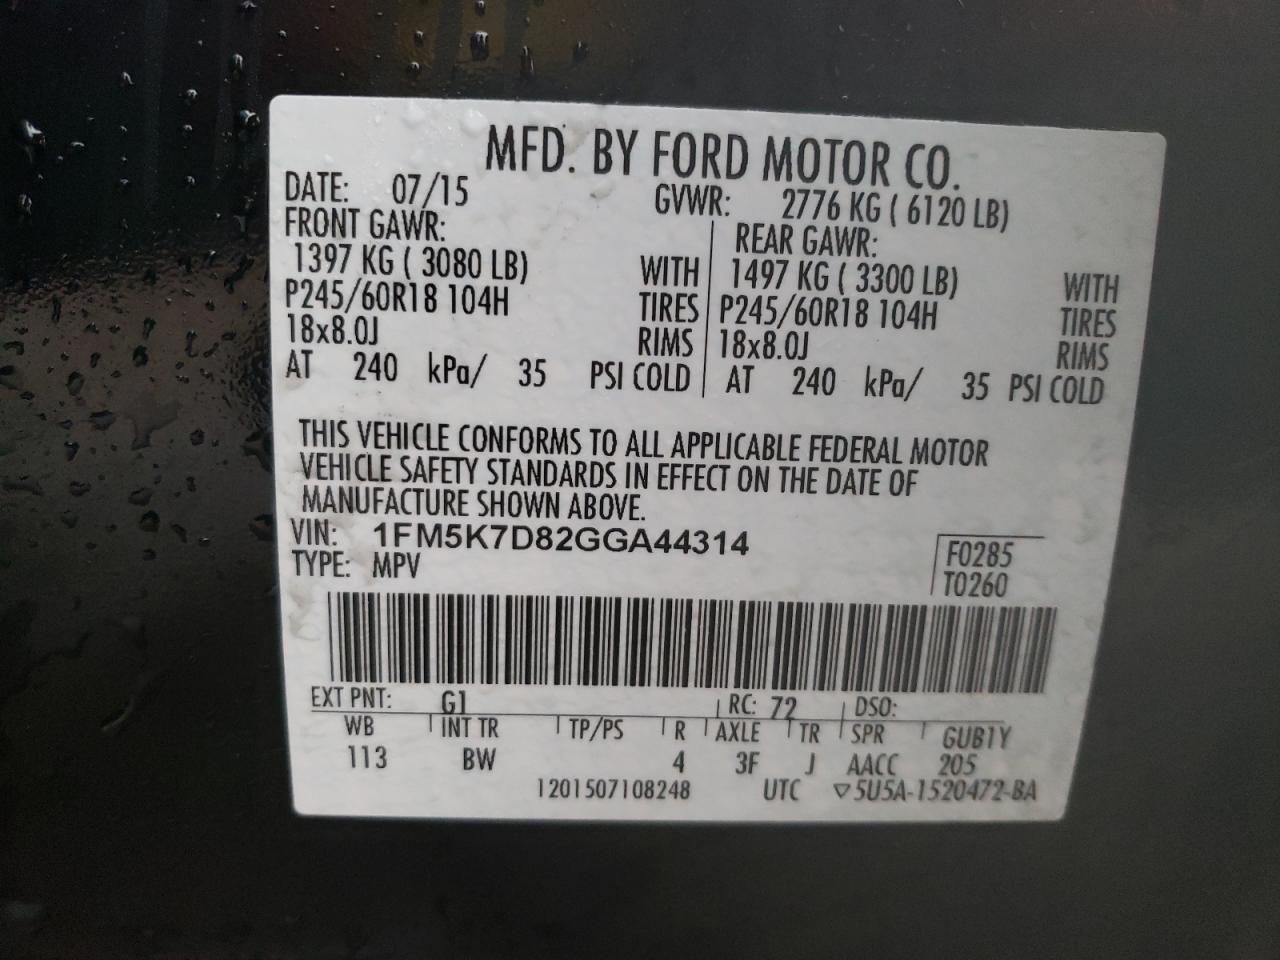 MFD. BY FORD MOTOR CO.
DATE: 07/15 GVWR: 2776 KG ( 6120 LB)
FRONT GAWR: REAR GAWR:
1397 KG ( 3080 LB) WITH 1497 KG ( 3300 LB) WITH
P245/60R18 104H TIRES P245/60R18 104H TIRES
18x8.0J RIMS 18x8.0J RIMS
AT 240 kPa/ 35 PSI COLD AT 240 kPa/ 35 PSI COLD
THIS VEHICLE CONFORMS TO ALL APPLICABLE FEDERAL MOTOR
VEHICLE SAFETY STANDARDS IN EFFECT ON THE DATE OF
MANUFACTURE SHOWN ABOVE.
VIN: 1FM5K7D82GGA44314
TYPE: MPV
F0285
T0260
EXT PNT: G1 RC: 72 DSO:
WB INT TR TP/PS R AXLE TR SPR GUB1Y
113 BW 4 3F J AACC 205
1201507108248 UTC ▽5U5A-1520472-BA